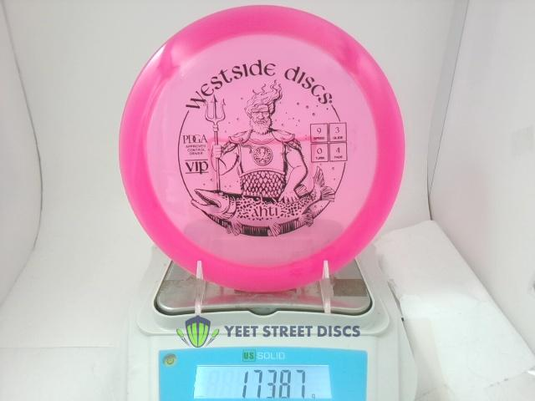 Westside Discs
PDGA
APPROVED
CONTROL
DRIVER
VIP
9 3
SPEED GLIDE
0 4
TURN FADE
Ahti
YEET STREET DISCS
US SOLID
173.87 g